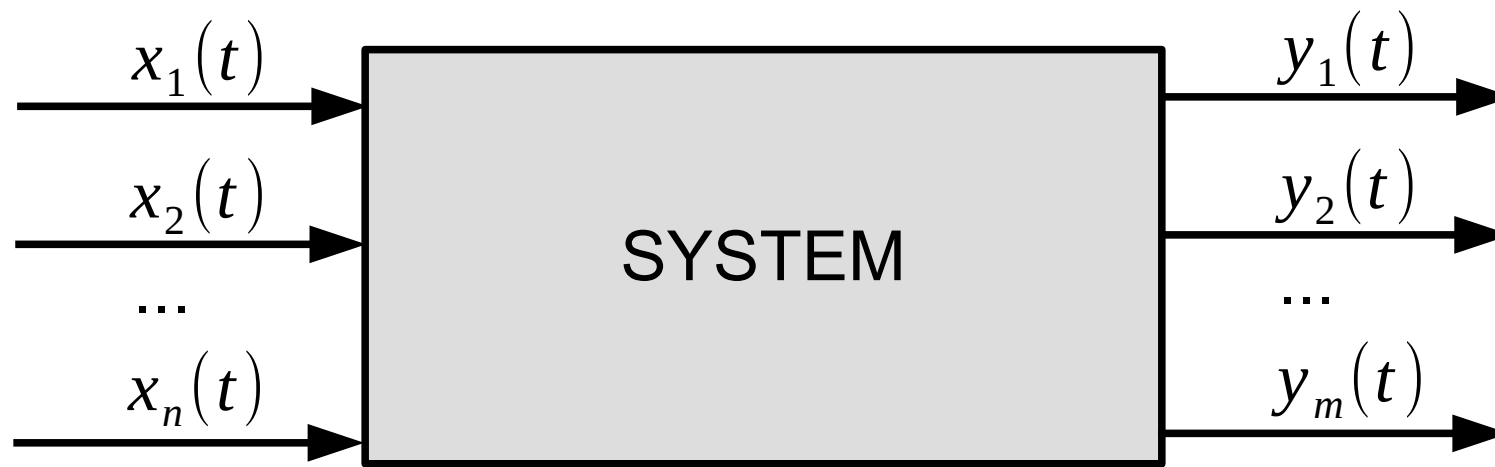 x₁(t)
x₂(t)
...
xₙ(t)
SYSTEM
y₁(t)
y₂(t)
...
yₘ(t)